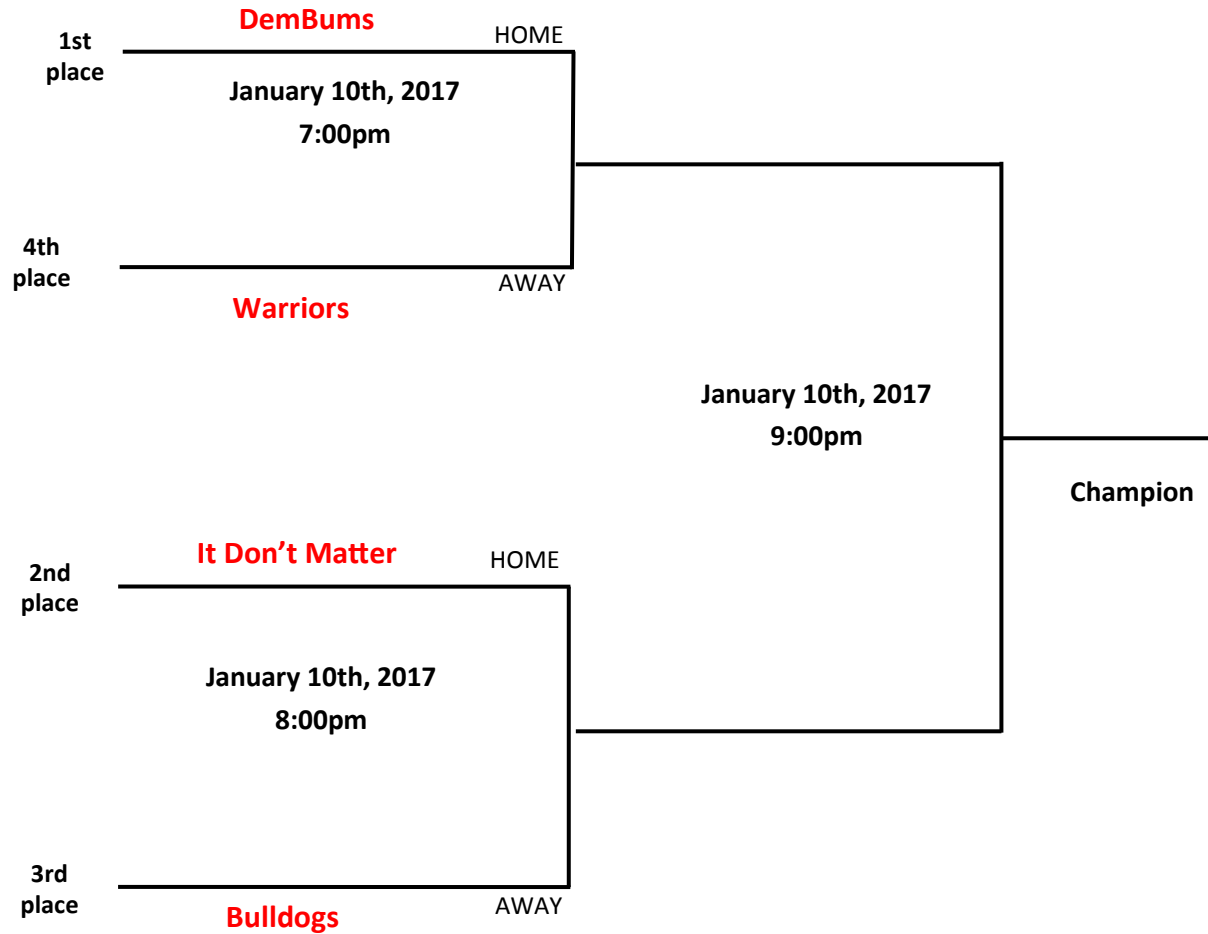 DemBums
HOME
1st
place
January 10th, 2017
7:00pm
4th
place
AWAY
Warriors
January 10th, 2017
9:00pm
Champion
It Don’t Matter
HOME
2nd
place
January 10th, 2017
8:00pm
3rd
place
AWAY
Bulldogs